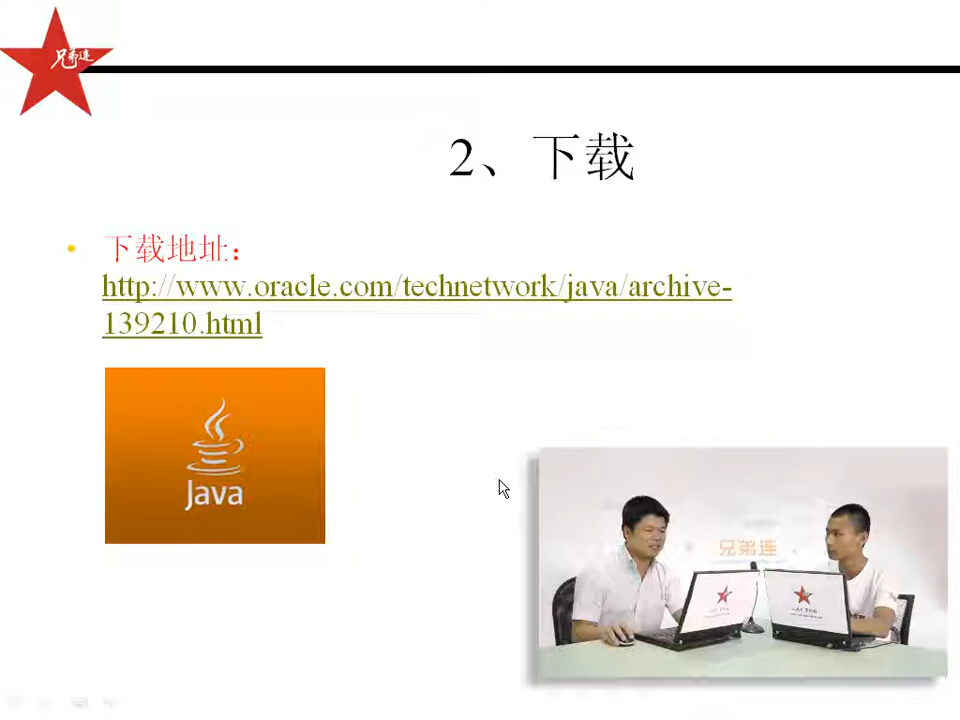 兄弟连
2、下载
• 下载地址：
http://www.oracle.com/technetwork/java/archive-
139210.html
Java
兄弟连